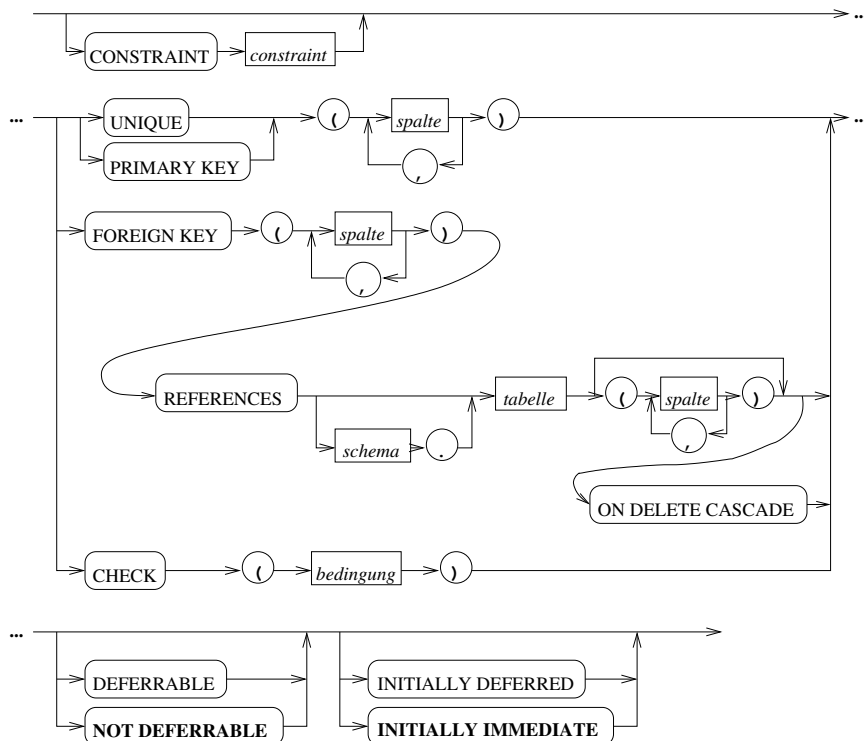 ..
CONSTRAINT constraint
... UNIQUE ( spalte ) ..
PRIMARY KEY ,
FOREIGN KEY ( spalte )
,
REFERENCES tabelle ( spalte )
schema . ,
ON DELETE CASCADE
CHECK ( bedingung )
...
DEFERRABLE INITIALLY DEFERRED
NOT DEFERRABLE INITIALLY IMMEDIATE